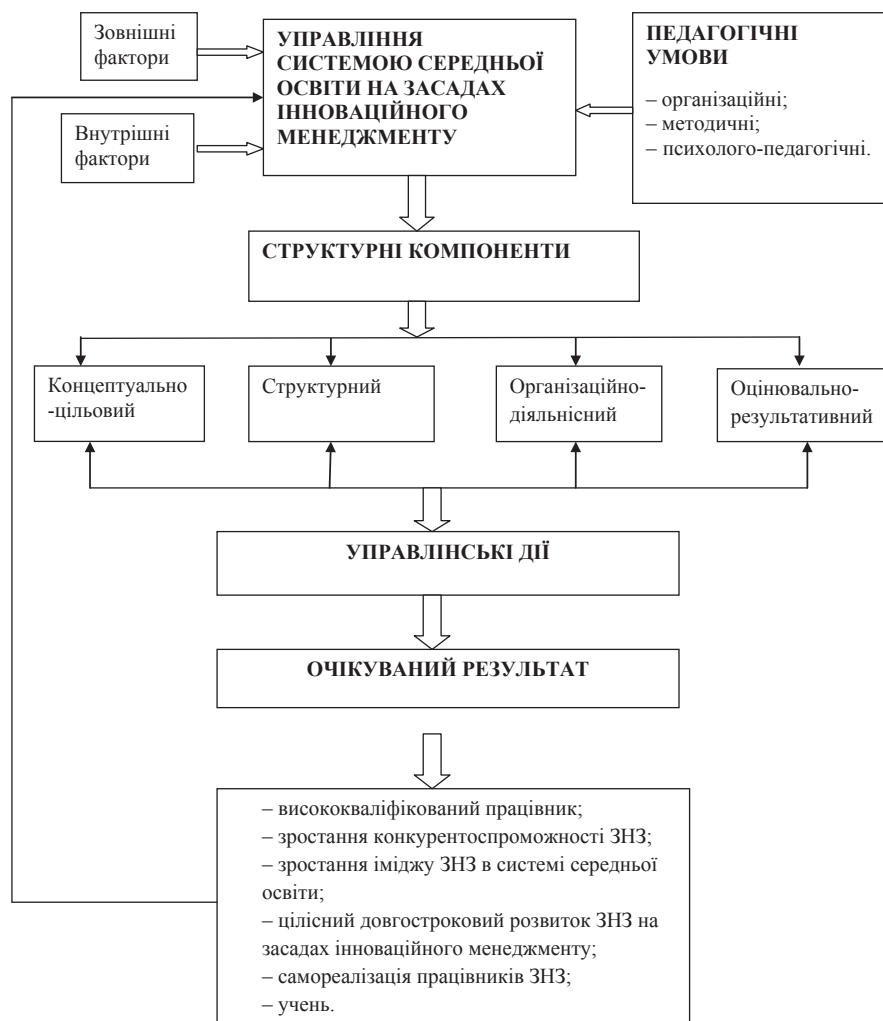 Зовнішні
фактори
УПРАВЛІННЯ
СИСТЕМОЮ СЕРЕДНЬОЇ
ОСВІТИ НА ЗАСАДАХ
ІННОВАЦІЙНОГО
МЕНЕДЖМЕНТУ
ПЕДАГОГІЧНІ
УМОВИ
– організаційні;
– методичні;
– психолого-педагогічні.
Внутрішні
фактори
СТРУКТУРНІ КОМПОНЕНТИ
Концептуально
-цільовий
Структурний
Організаційно-
діяльнісний
Оцінювально-
результативний
УПРАВЛІНСЬКІ ДІЇ
ОЧІКУВАНИЙ РЕЗУЛЬТАТ
– висококваліфікований працівник;
– зростання конкурентоспроможності ЗНЗ;
– зростання іміджу ЗНЗ в системі середньої
освіти;
– цілісний довгостроковий розвиток ЗНЗ на
засадах інноваційного менеджменту;
– самореалізація працівників ЗНЗ;
– учень.